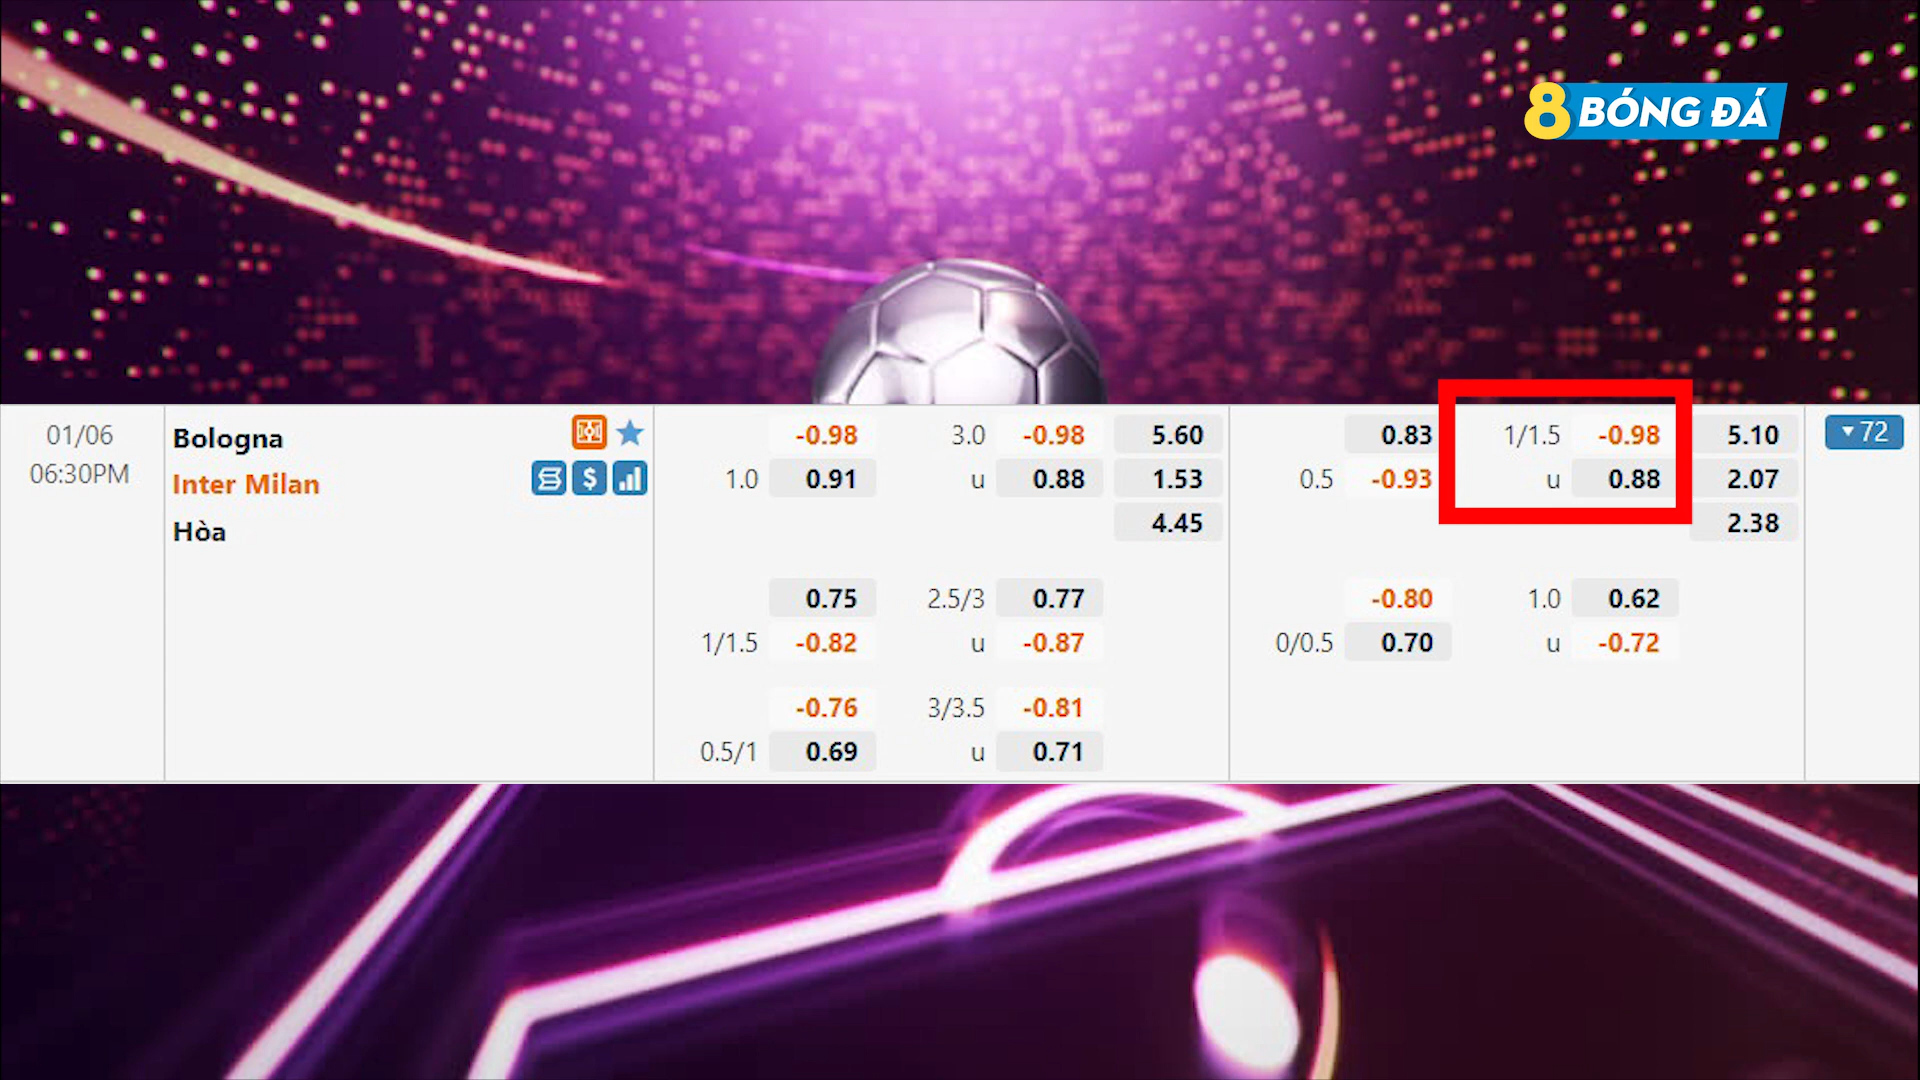 8 BÓNG ĐÁ
01/06
06:30PM
Bologna
Inter Milan
Hòa
-0.98 3.0 -0.98 5.60
1.0 0.91 u 0.88 1.53
4.45
0.83 1/1.5 -0.98 5.10
0.5 -0.93 u 0.88 2.07
2.38
72
0.75 2.5/3 0.77
1/1.5 -0.82 u -0.87
-0.80 1.0 0.62
0/0.5 0.70 u -0.72
-0.76 3/3.5 -0.81
0.5/1 0.69 u 0.71